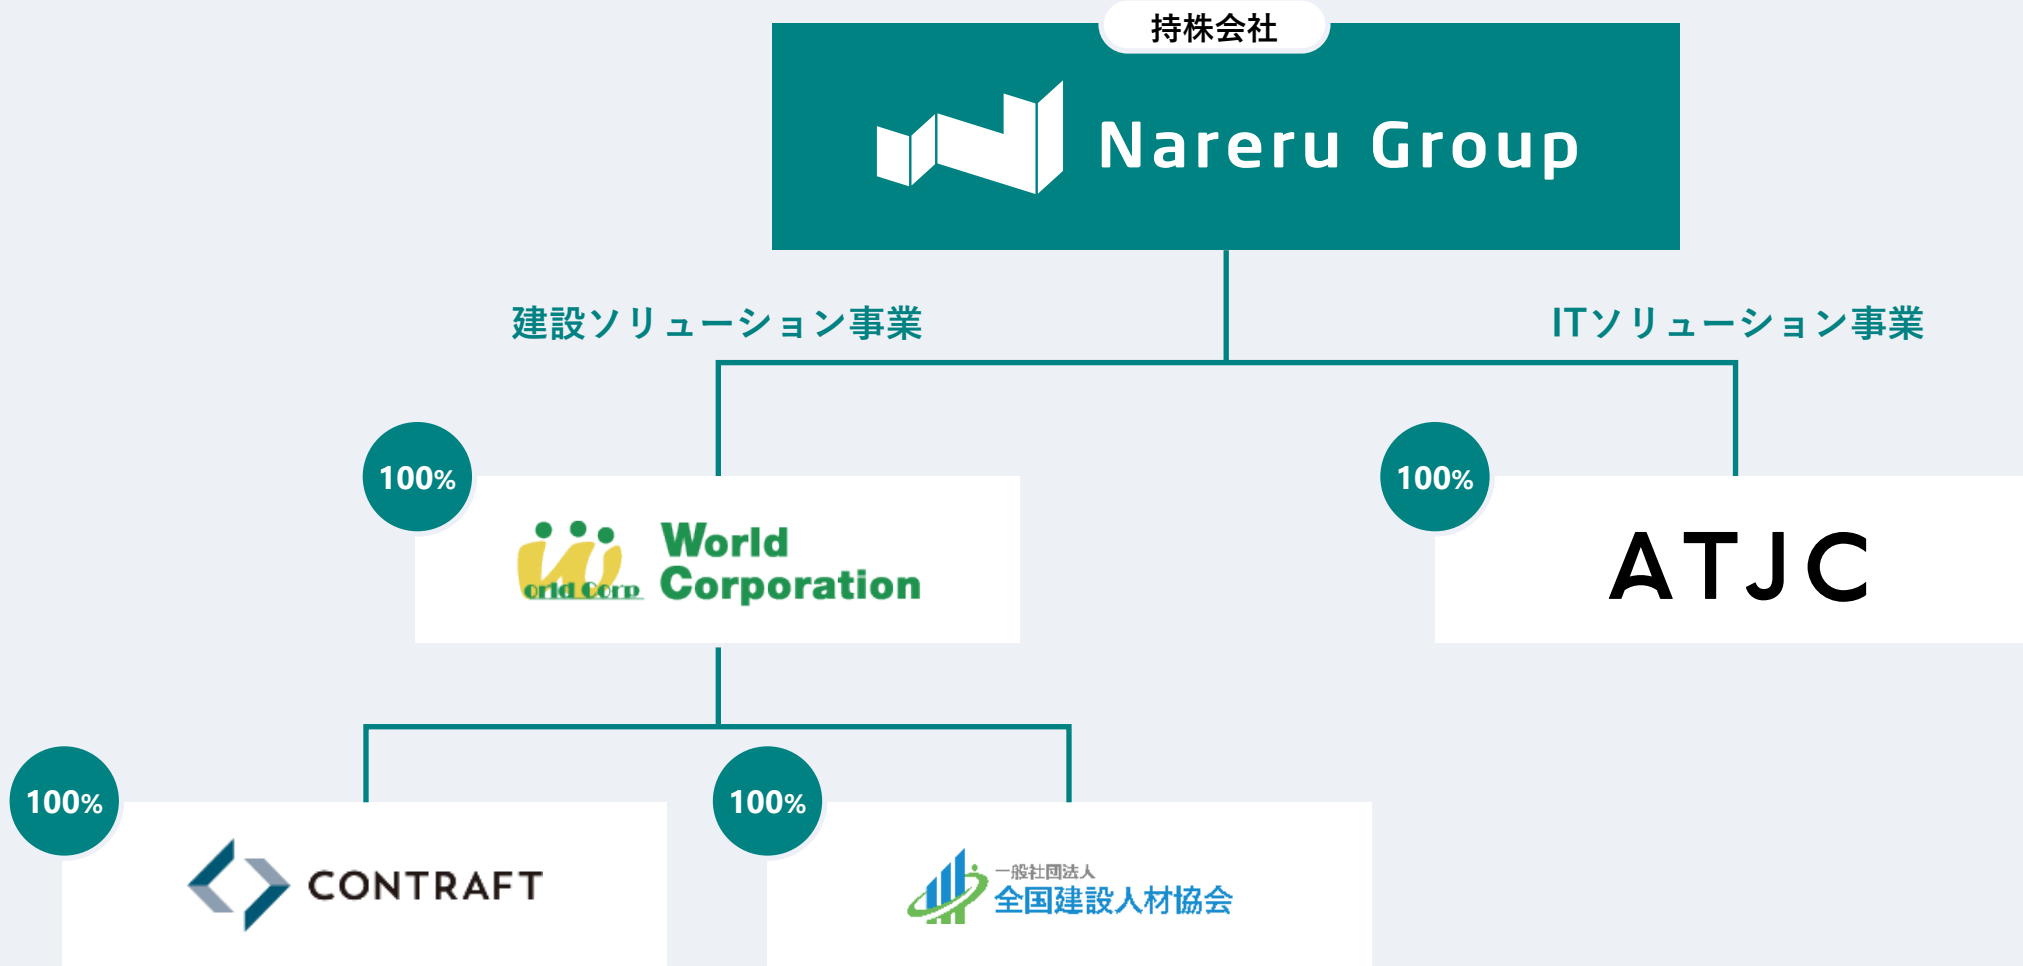 持株会社
Nareru Group
建設ソリューション事業
ITソリューション事業
100%
World
Corporation
orld Corp
100%
ATJC
100%
CONTRAFT
100%
一般社団法人
全国建設人材協会